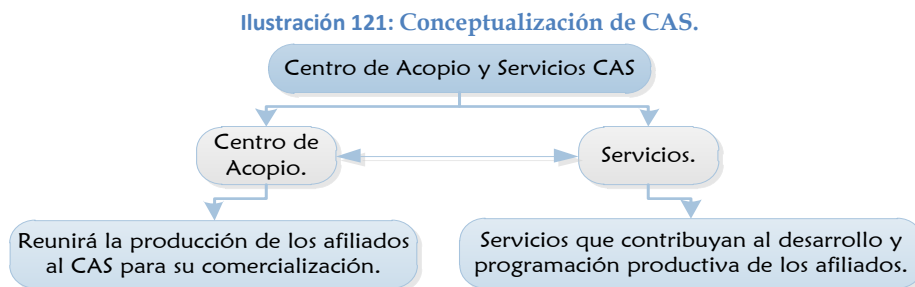 Ilustración 121: Conceptualización de CAS.
Centro de Acopio y Servicios CAS
Centro de
Acopio.
Servicios.
Reunirá la producción de los afiliados
al CAS para su comercialización.
Servicios que contribuyan al desarrollo y
programación productiva de los afiliados.